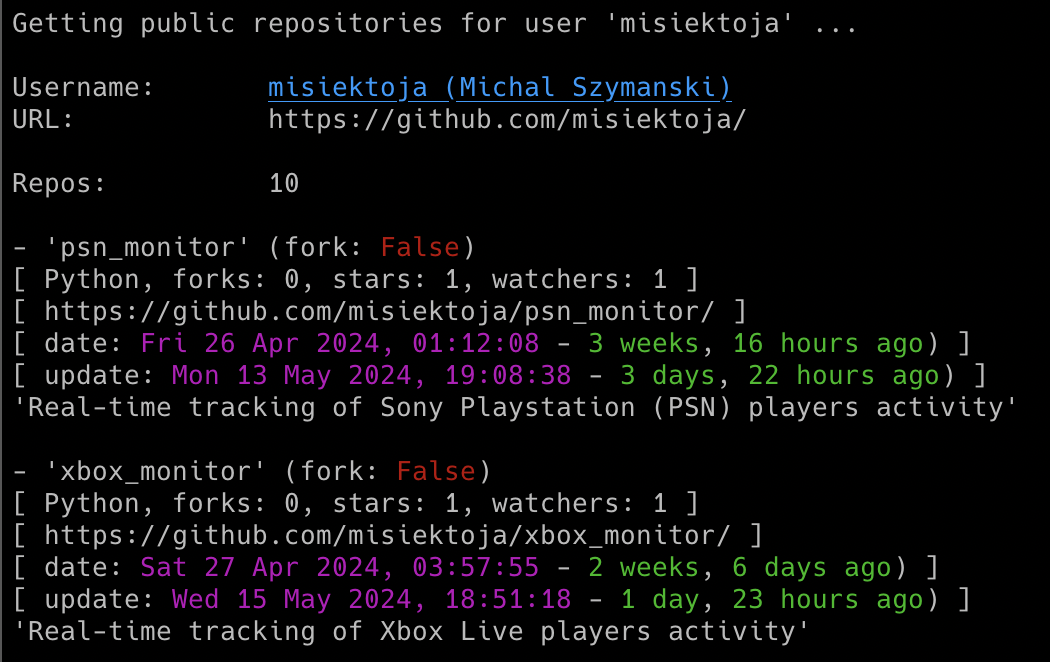 Getting public repositories for user 'misiektoja' ...
Username: misiektoja (Michal Szymanski)
URL: https://github.com/misiektoja/
Repos: 10
- 'psn_monitor' (fork: False)
[ Python, forks: 0, stars: 1, watchers: 1 ]
[ https://github.com/misiektoja/psn_monitor/ ]
[ date: Fri 26 Apr 2024, 01:12:08 - 3 weeks, 16 hours ago) ]
[ update: Mon 13 May 2024, 19:08:38 - 3 days, 22 hours ago) ]
'Real-time tracking of Sony Playstation (PSN) players activity'
- 'xbox_monitor' (fork: False)
[ Python, forks: 0, stars: 1, watchers: 1 ]
[ https://github.com/misiektoja/xbox_monitor/ ]
[ date: Sat 27 Apr 2024, 03:57:55 - 2 weeks, 6 days ago) ]
[ update: Wed 15 May 2024, 18:51:18 - 1 day, 23 hours ago) ]
'Real-time tracking of Xbox Live players activity'